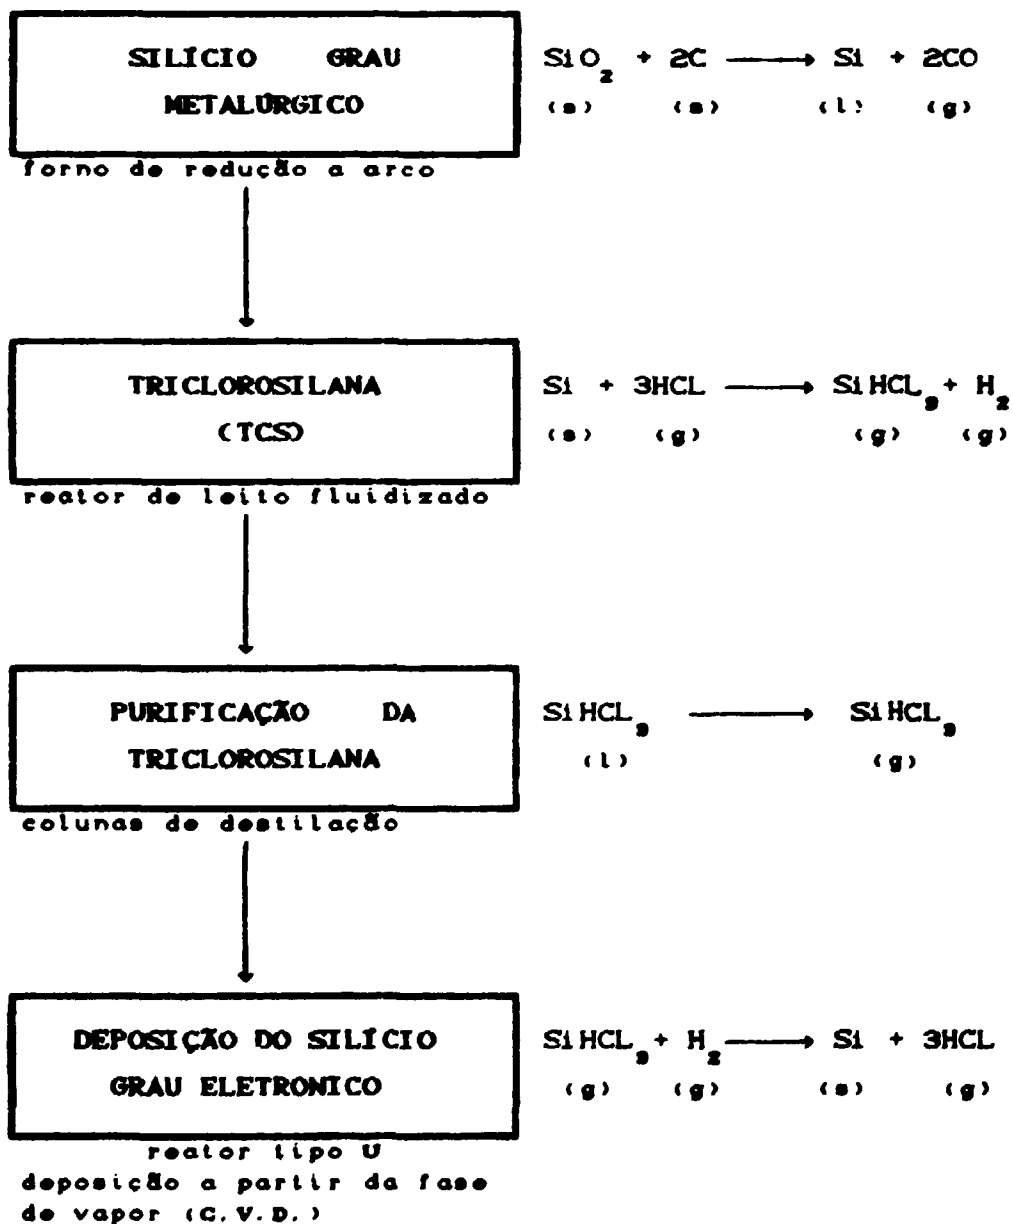 SILÍCIO GRAU
METALÚRGICO
SiO2 + 2C → Si + 2CO
(s) (s) (l) (g)
forno de redução a arco
TRICLOROSILANA
(TCS)
Si + 3HCL → SiHCL3 + H2
(s) (g) (g) (g)
reator de leito fluidizado
PURIFICAÇÃO DA
TRICLOROSILANA
SiHCL3 → SiHCL3
(l) (g)
colunas de destilação
DEPOSIÇÃO DO SILÍCIO
GRAU ELETRONICO
SiHCL3 + H2 → Si + 3HCL
(g) (g) (s) (g)
reator tipo U
deposição a partir da fase
de vapor (C.V.D.)